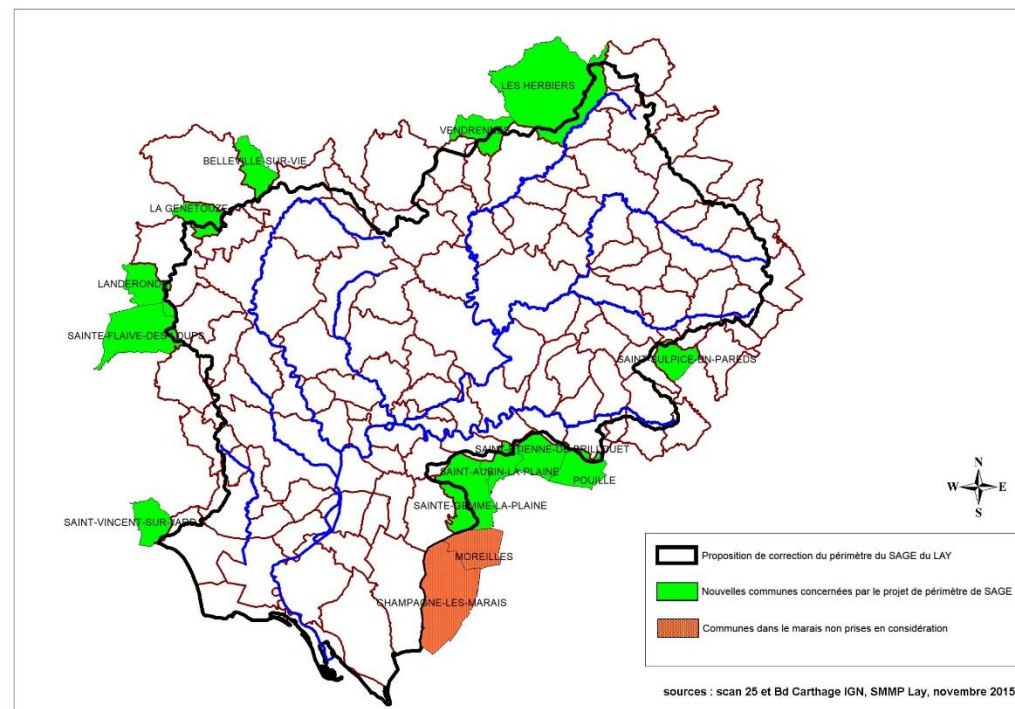 LES HERBIERS
VENDRENNES
BELLEVILLE-SUR-VIE
LA GENETOUZE
LANDERONDE
SAINTE-FLAIVE-DES-LOUPS
SAINT-SULPICE-EN-PAREDS
SAINT-ETIENNE-DE-BRILLOUET
SAINT-AUBIN-LA-PLAINE
POUILLE
SAINTE-GEMME-LA-PLAINE
SAINT-VINCENT-SUR-JARD
MOREILLES
CHAMPAGNE-LES-MARAIS
N
W E
S
Proposition de correction du périmètre du SAGE du LAY
Nouvelles communes concernées par le projet de périmètre de SAGE
Communes dans le marais non prises en considération
sources : scan 25 et Bd Carthage IGN, SMMP Lay, novembre 2015